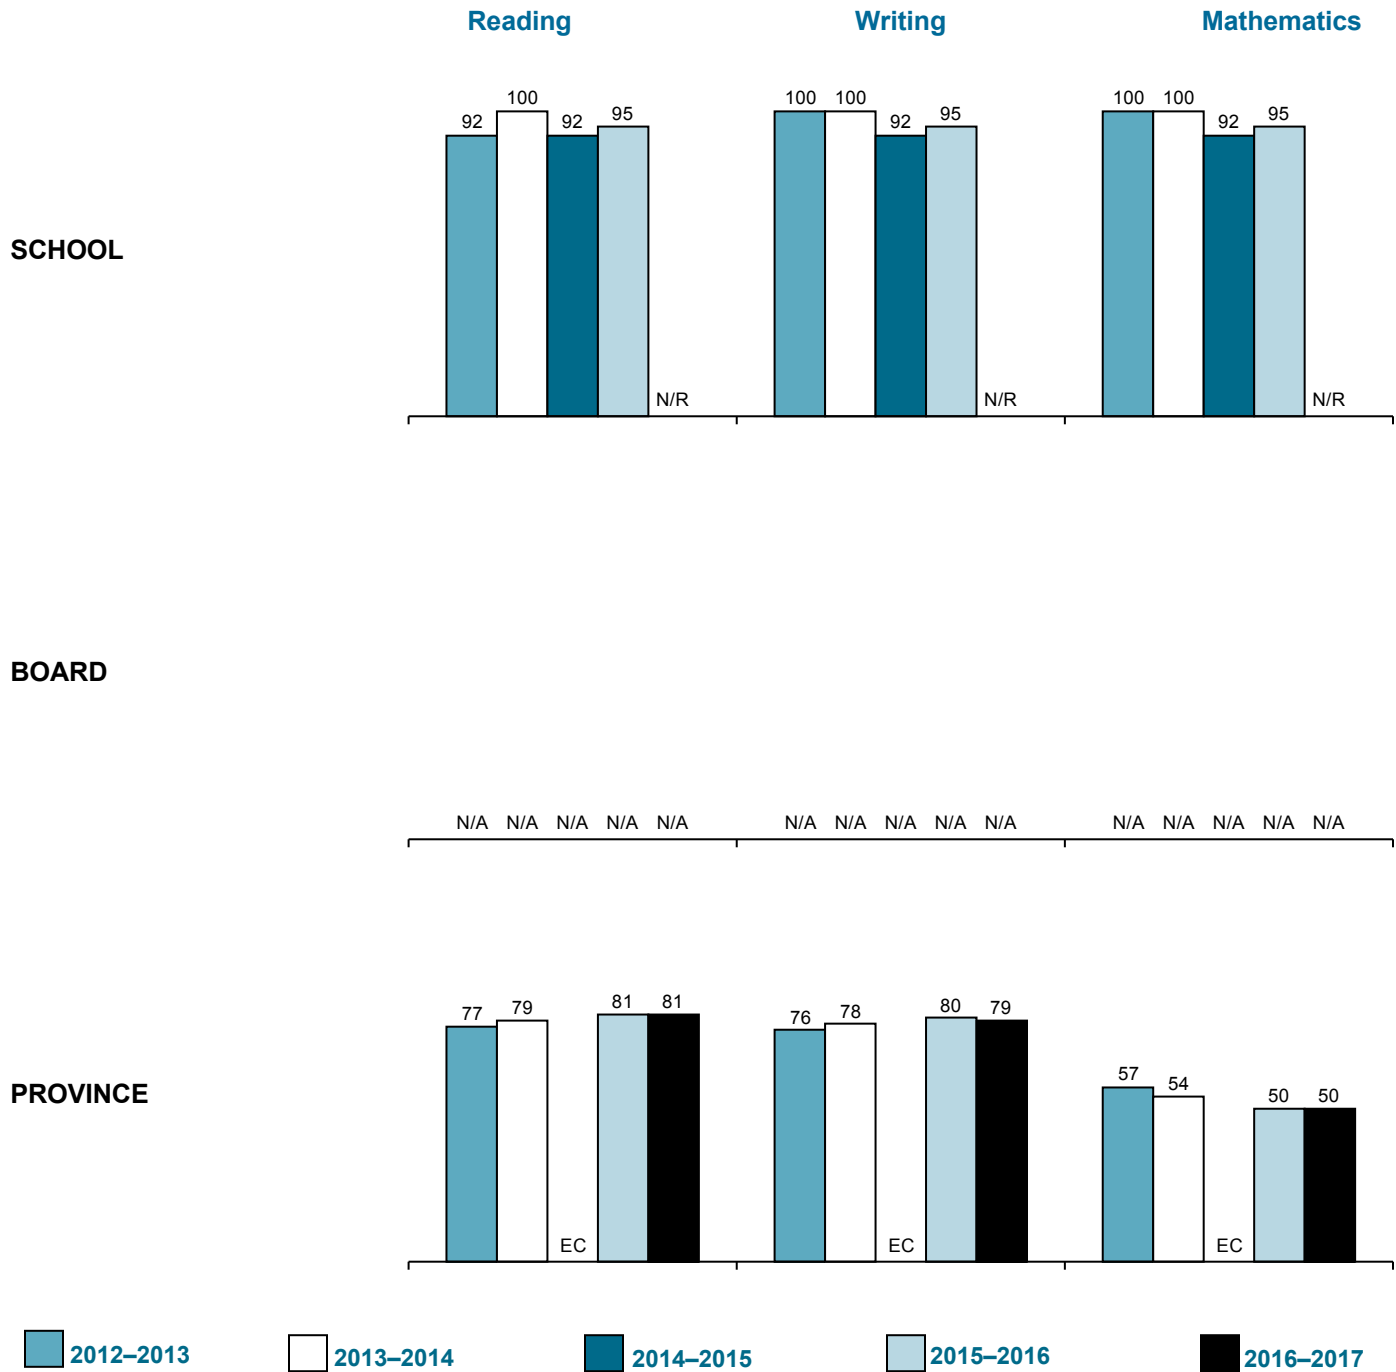 Reading Writing Mathematics
SCHOOL
92 100 92 95 N/R
100 100 92 95 N/R
100 100 92 95 N/R
BOARD
N/A N/A N/A N/A N/A
N/A N/A N/A N/A N/A
N/A N/A N/A N/A N/A
PROVINCE
77 79 EC 81 81
76 78 EC 80 79
57 54 EC 50 50
2012–2013 2013–2014 2014–2015 2015–2016 2016–2017